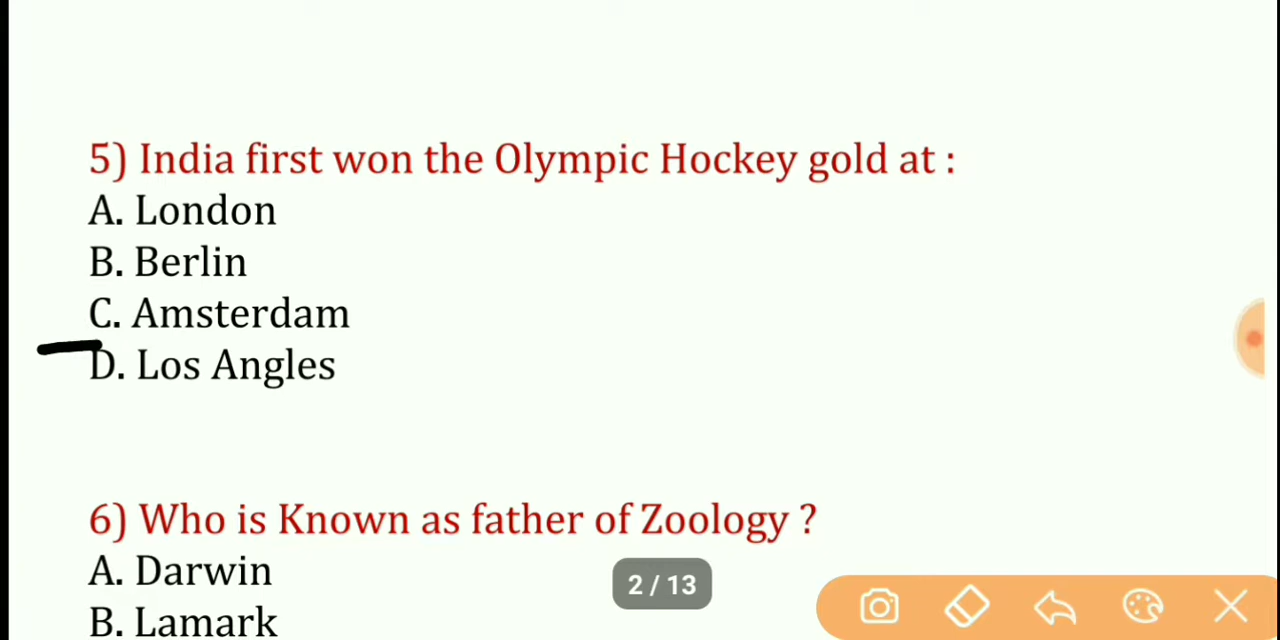 5) India first won the Olympic Hockey gold at :
A. London
B. Berlin
C. Amsterdam
D. Los Angles
6) Who is Known as father of Zoology ?
A. Darwin
B. Lamark
2 / 13